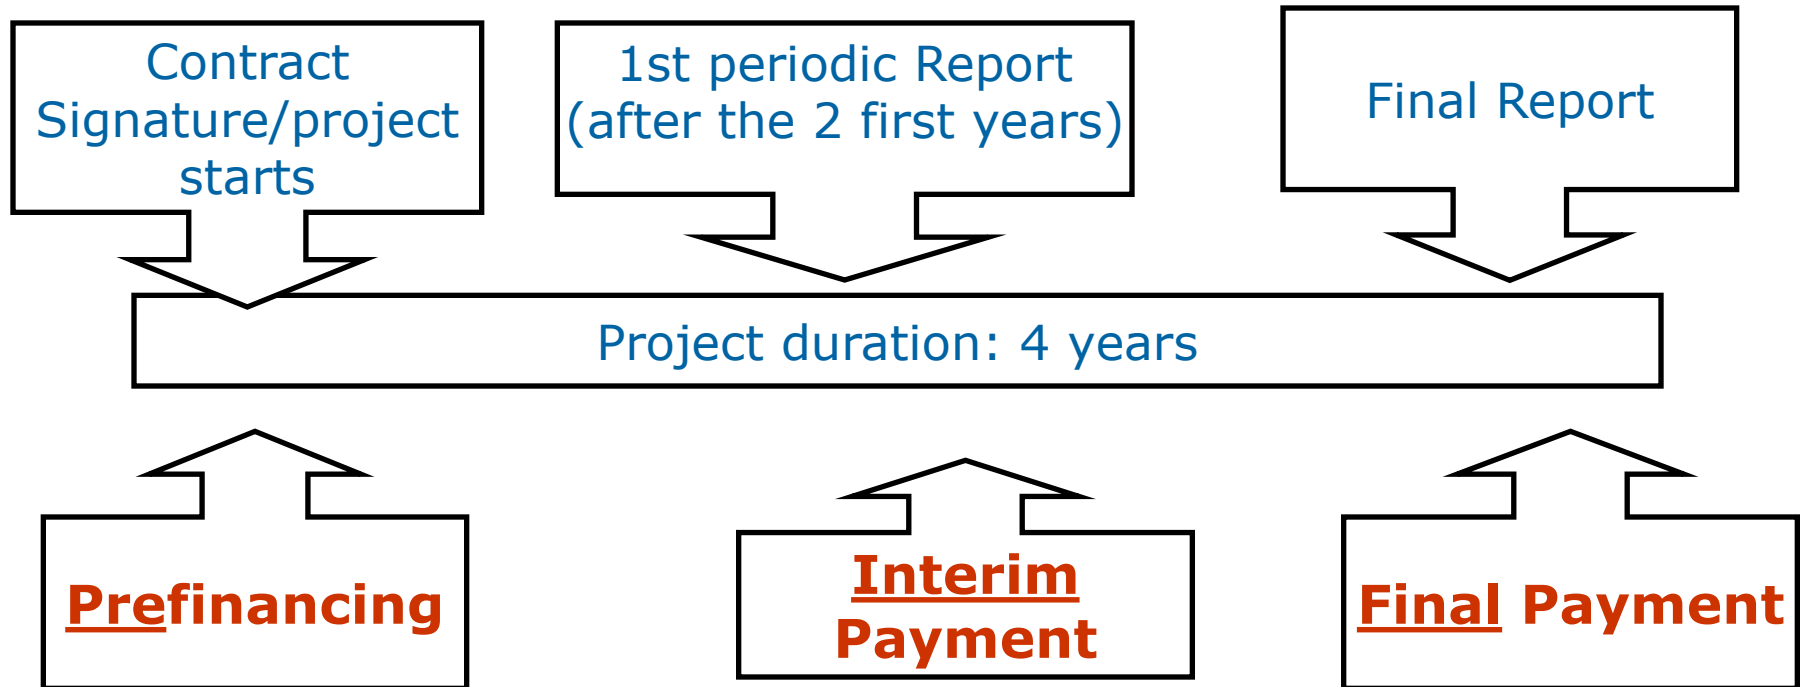 Contract
Signature/project
starts
1st periodic Report
(after the 2 first years)
Final Report
Project duration: 4 years
Prefinancing
Interim
Payment
Final Payment